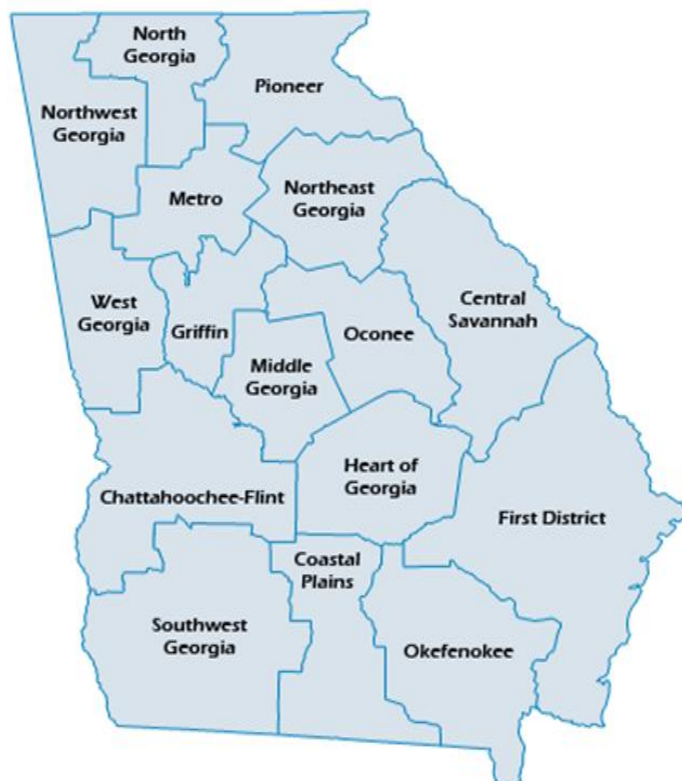 North
Georgia
Pioneer
Northwest
Georgia
Metro
Northeast
Georgia
West
Georgia
Griffin
Central
Savannah
Oconee
Middle
Georgia
Heart of
Georgia
Chattahoochee-Flint
First District
Coastal
Plains
Southwest
Georgia
Okefenokee